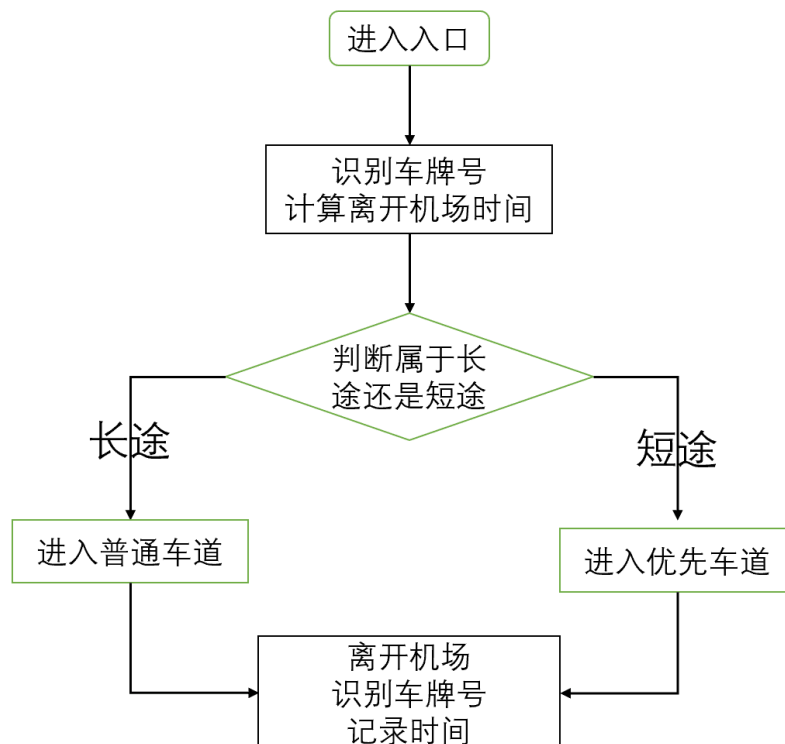 进入入口
识别车牌号
计算离开机场时间
判断属于长
途还是短途
长途
短途
进入普通车道
进入优先车道
离开机场
识别车牌号
记录时间